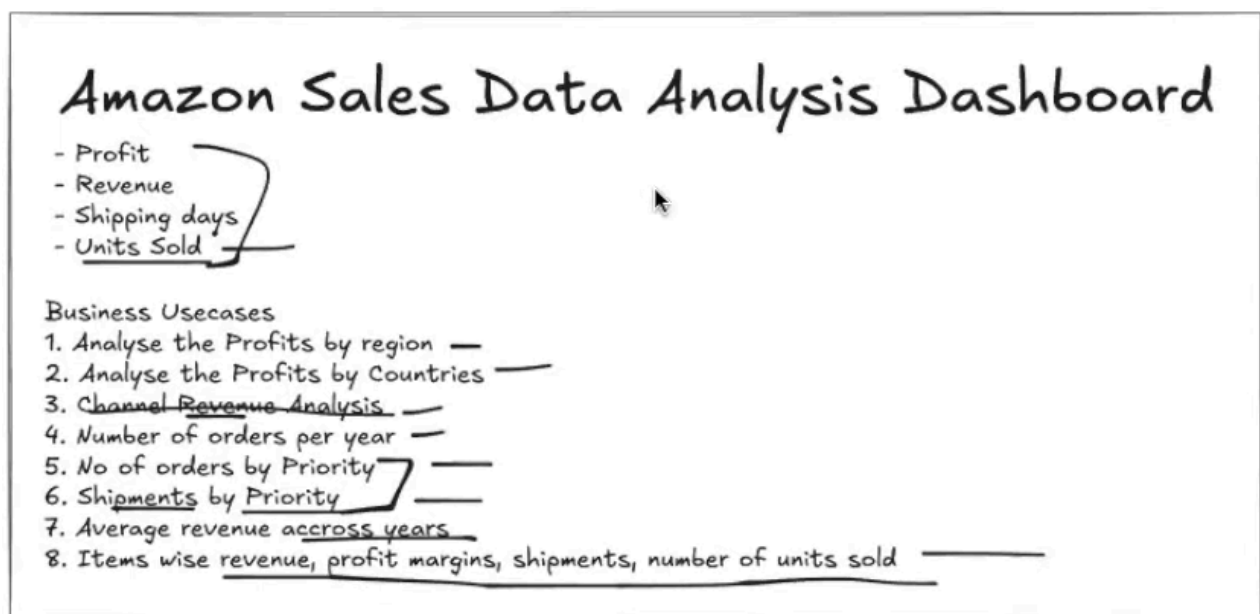 Amazon Sales Data Analysis Dashboard
- Profit
- Revenue
- Shipping days
- Units Sold
Business Usecases
1. Analyse the Profits by region
2. Analyse the Profits by Countries
3. Channel Revenue Analysis
4. Number of orders per year
5. No of orders by Priority
6. Shipments by Priority
7. Average revenue accross years
8. Items wise revenue, profit margins, shipments, number of units sold